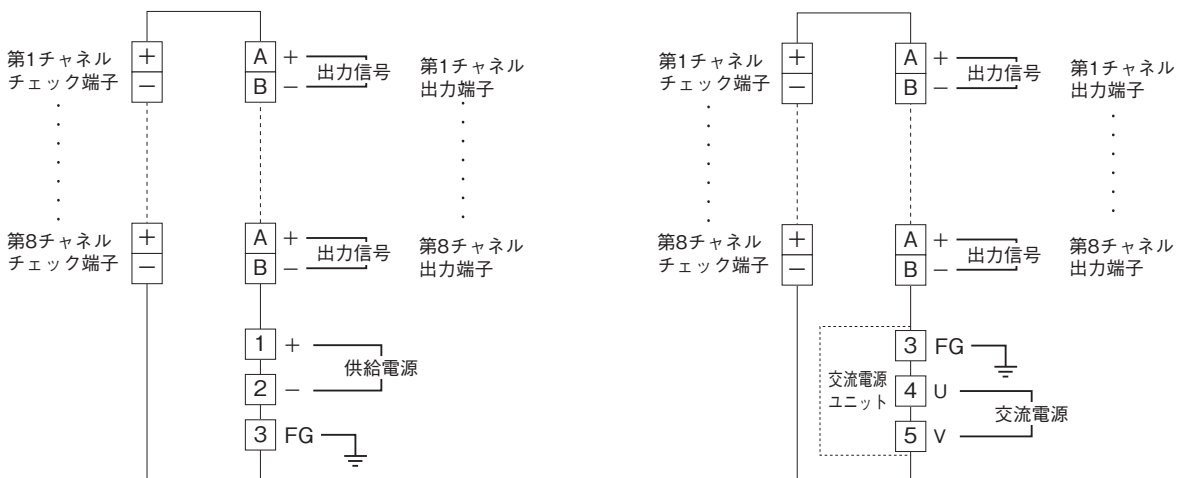 第1チャネル
チェック端子
+
−
A +
B −
出力信号
第1チャネル
出力端子
第8チャネル
チェック端子
+
−
A +
B −
出力信号
第8チャネル
出力端子
1 +
2 −
供給電源
3 FG
第1チャネル
チェック端子
+
−
A +
B −
出力信号
第1チャネル
出力端子
第8チャネル
チェック端子
+
−
A +
B −
出力信号
第8チャネル
出力端子
交流電源
ユニット
3 FG
4 U
5 V
交流電源